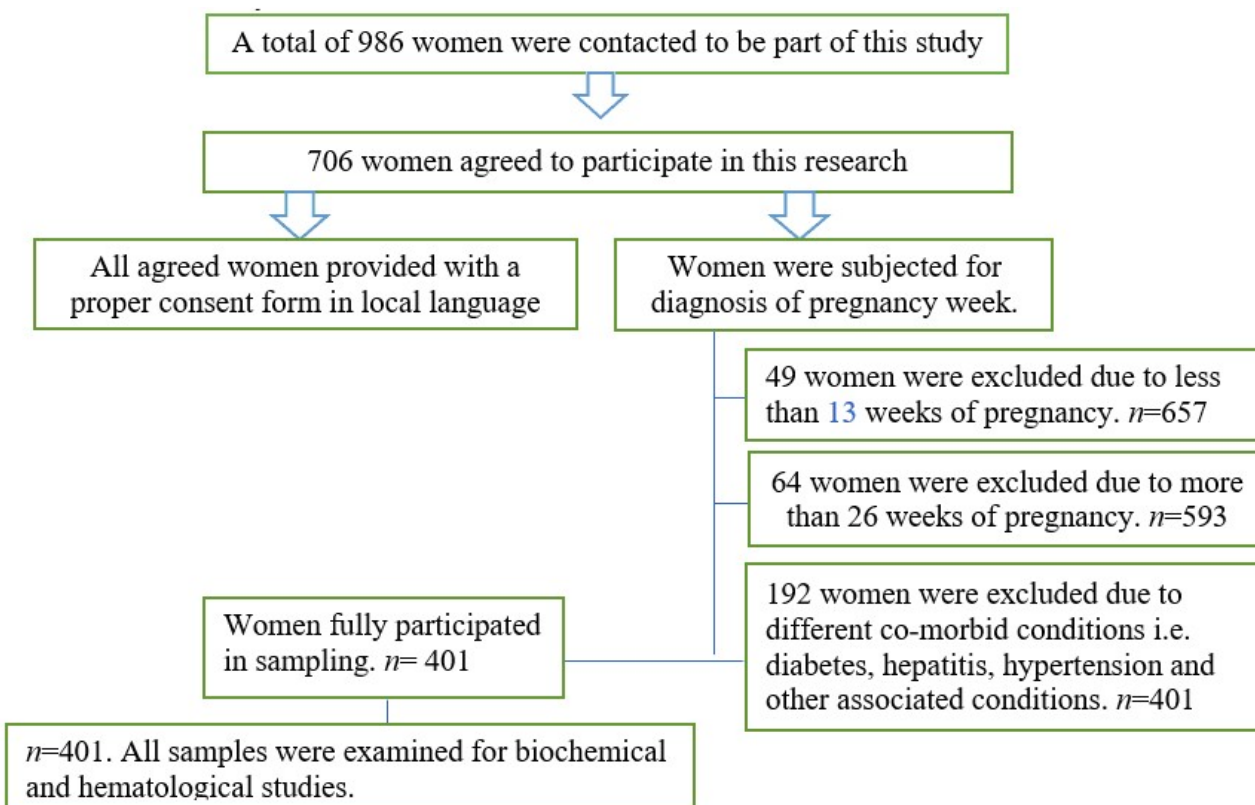 A total of 986 women were contacted to be part of this study
706 women agreed to participate in this research
All agreed women provided with a
proper consent form in local language
Women were subjected for
diagnosis of pregnancy week.
49 women were excluded due to less
than 13 weeks of pregnancy. n=657
64 women were excluded due to more
than 26 weeks of pregnancy. n=593
192 women were excluded due to
different co-morbid conditions i.e.
diabetes, hepatitis, hypertension and
other associated conditions. n=401
Women fully participated
in sampling. n= 401
n=401. All samples were examined for biochemical
and hematological studies.